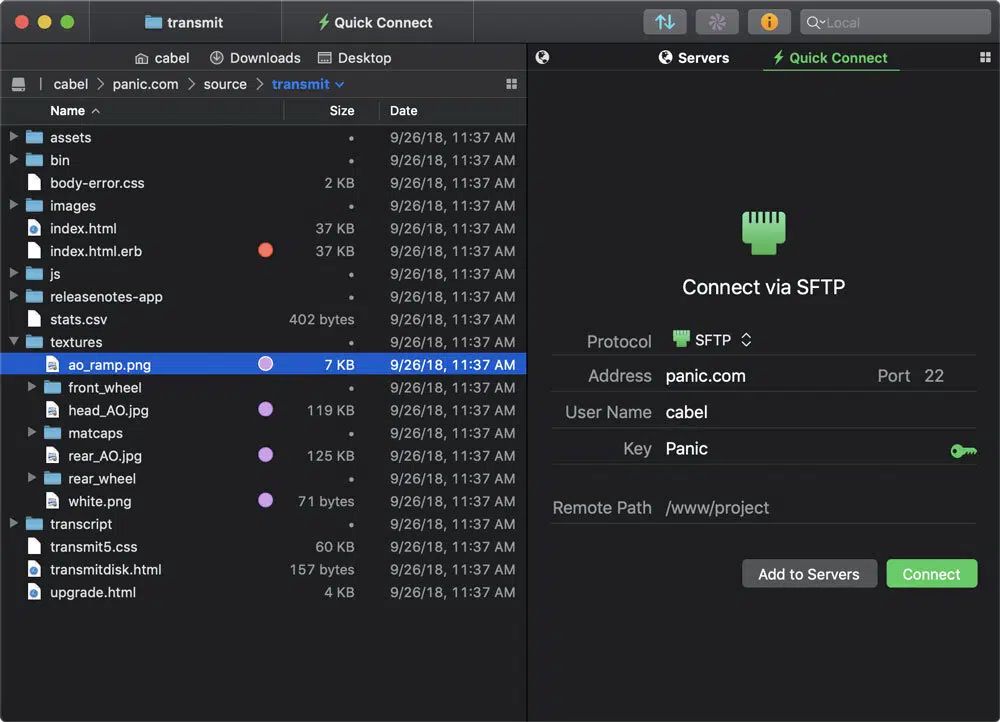 transmit
Quick Connect
Local
cabel Downloads Desktop
Servers Quick Connect
cabel panic.com source transmit
Name Size Date
assets • 9/26/18, 11:37 AM
bin • 9/26/18, 11:37 AM
body-error.css 2 KB 9/26/18, 11:37 AM
images • 9/26/18, 11:37 AM
index.html 37 KB 9/26/18, 11:37 AM
index.html.erb 37 KB 9/26/18, 11:37 AM
js • 9/26/18, 11:37 AM
releasenotes-app • 9/26/18, 11:37 AM
stats.csv 402 bytes 9/26/18, 11:37 AM
textures • 9/26/18, 11:37 AM
ao_ramp.png 7 KB 9/26/18, 11:37 AM
front_wheel • 9/26/18, 11:37 AM
head_AO.jpg 119 KB 9/26/18, 11:37 AM
matcaps • 9/26/18, 11:37 AM
rear_AO.jpg 125 KB 9/26/18, 11:37 AM
rear_wheel • 9/26/18, 11:37 AM
white.png 71 bytes 9/26/18, 11:37 AM
transcript • 9/26/18, 11:37 AM
transmit5.css 60 KB 9/26/18, 11:37 AM
transmitdisk.html 157 bytes 9/26/18, 11:37 AM
upgrade.html 4 KB 9/26/18, 11:37 AM
Connect via SFTP
Protocol SFTP
Address panic.com Port 22
User Name cabel
Key Panic
Remote Path /www/project
Add to Servers Connect